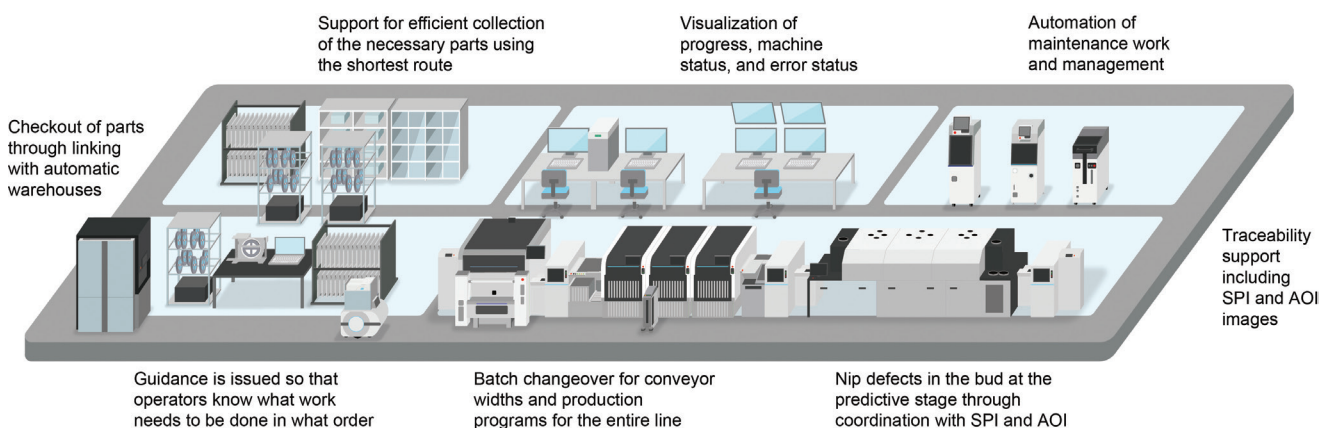 Support for efficient collection
of the necessary parts using
the shortest route
Visualization of
progress, machine
status, and error status
Automation of
maintenance work
and management
Checkout of parts
through linking
with automatic
warehouses
Traceability
support
including
SPI and AOI
images
Guidance is issued so that
operators know what work
needs to be done in what order
Batch changeover for conveyor
widths and production
programs for the entire line
Nip defects in the bud at the
predictive stage through
coordination with SPI and AOI